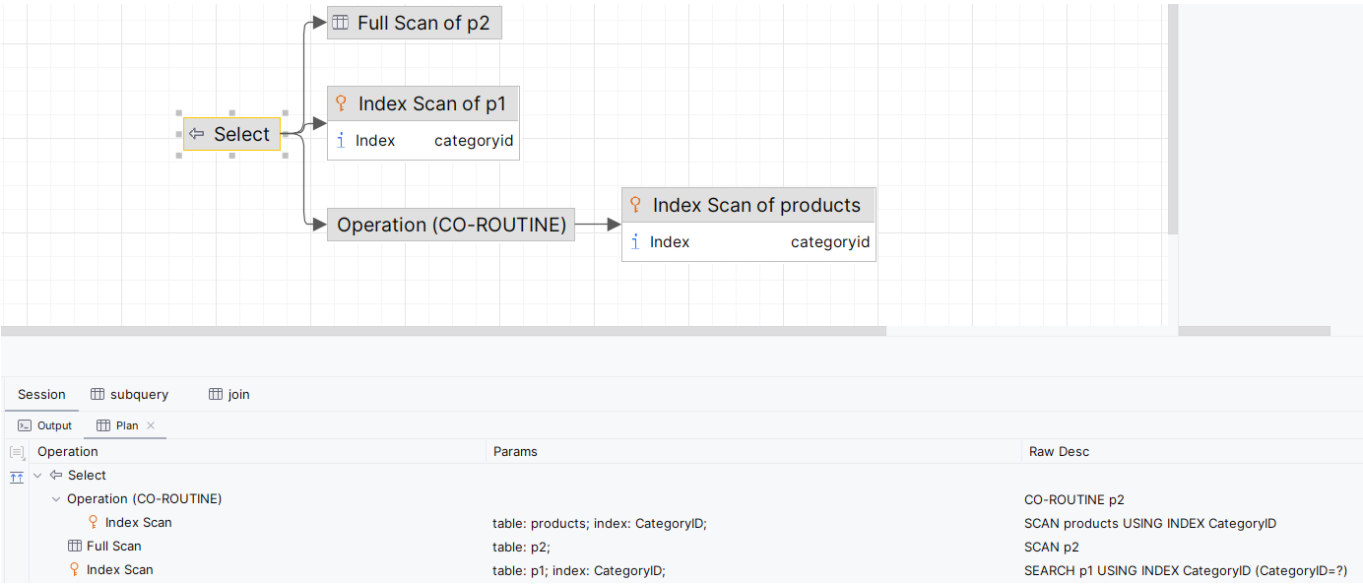 Full Scan of p2
Index Scan of p1
i Index categoryid
Select
Operation (CO-ROUTINE)
Index Scan of products
i Index categoryid
Session subquery join
Output Plan
Operation Params Raw Desc
Select
Operation (CO-ROUTINE) CO-ROUTINE p2
Index Scan table: products; index: CategoryID; SCAN products USING INDEX CategoryID
Full Scan table: p2; SCAN p2
Index Scan table: p1; index: CategoryID; SEARCH p1 USING INDEX CategoryID (CategoryID=?)